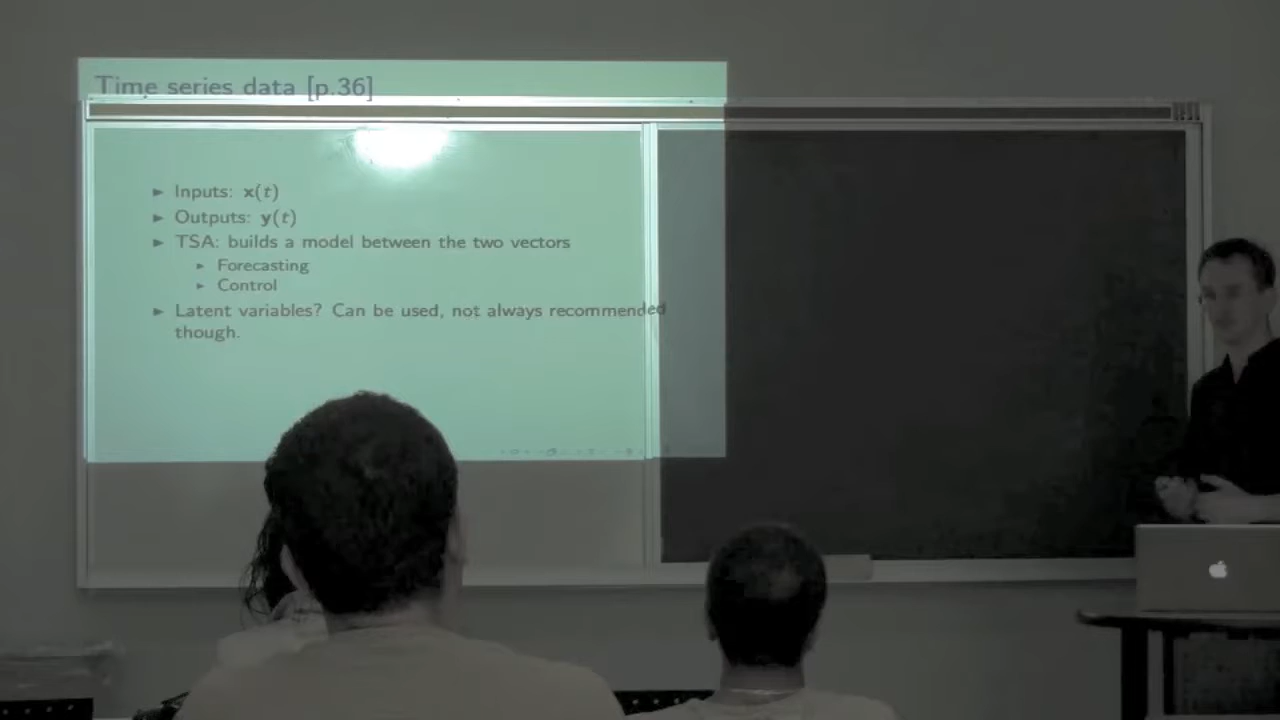 Time series data [p.36]
► Inputs: x(t)
► Outputs: y(t)
► TSA: builds a model between the two vectors
► Forecasting
► Control
► Latent variables? Can be used, not always recommended
though.